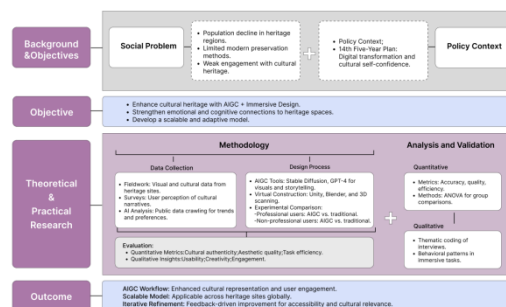 Background
&Objectives
Social Problem
• Population decline in heritage
regions.
• Limited modern preservation
methods.
• Weak engagement with cultural
heritage.
+
• Policy Context;
• 14th Five-Year Plan:
Digital transformation and
cultural self-confidence.
Policy Context
Objective
• Enhance cultural heritage with AIGC + Immersive Design.
• Strengthen emotional and cognitive connections to heritage spaces.
• Develop a scalable and adaptive model.
Theoretical
&
Practical
Research
Methodology
Data Collection
• Fieldwork: Visual and cultural data from
heritage sites.
• Surveys: User perception of cultural
narratives.
• AI Analysis: Public data crawling for trends
and preferences.
Design Process
• AIGC Tools: Stable Diffusion, GPT-4 for
visuals and storytelling.
• Virtual Construction: Unity, Blender, and 3D
scanning.
• Experimental Comparison:
-Professional users: AIGC vs. traditional.
-Non-professional users: AIGC vs. traditional.
Evaluation:
• Quantitative Metrics:Cultural authenticity;Aesthetic quality;Task efficiency.
• Qualitative Insights:Usability;Creativity;Engagement.
+
Analysis and Validation
Quantitative
• Metrics: Accuracy, quality,
efficiency.
• Methods: ANOVA for group
comparisons.
Qualitative
• Thematic coding of
interviews.
• Behavioral patterns in
immersive tasks.
Outcome
AIGC Workflow: Enhanced cultural representation and user engagement.
Scalable Model: Applicable across heritage sites globally.
Iterative Refinement: Feedback-driven improvement for accessibility and cultural relevance.